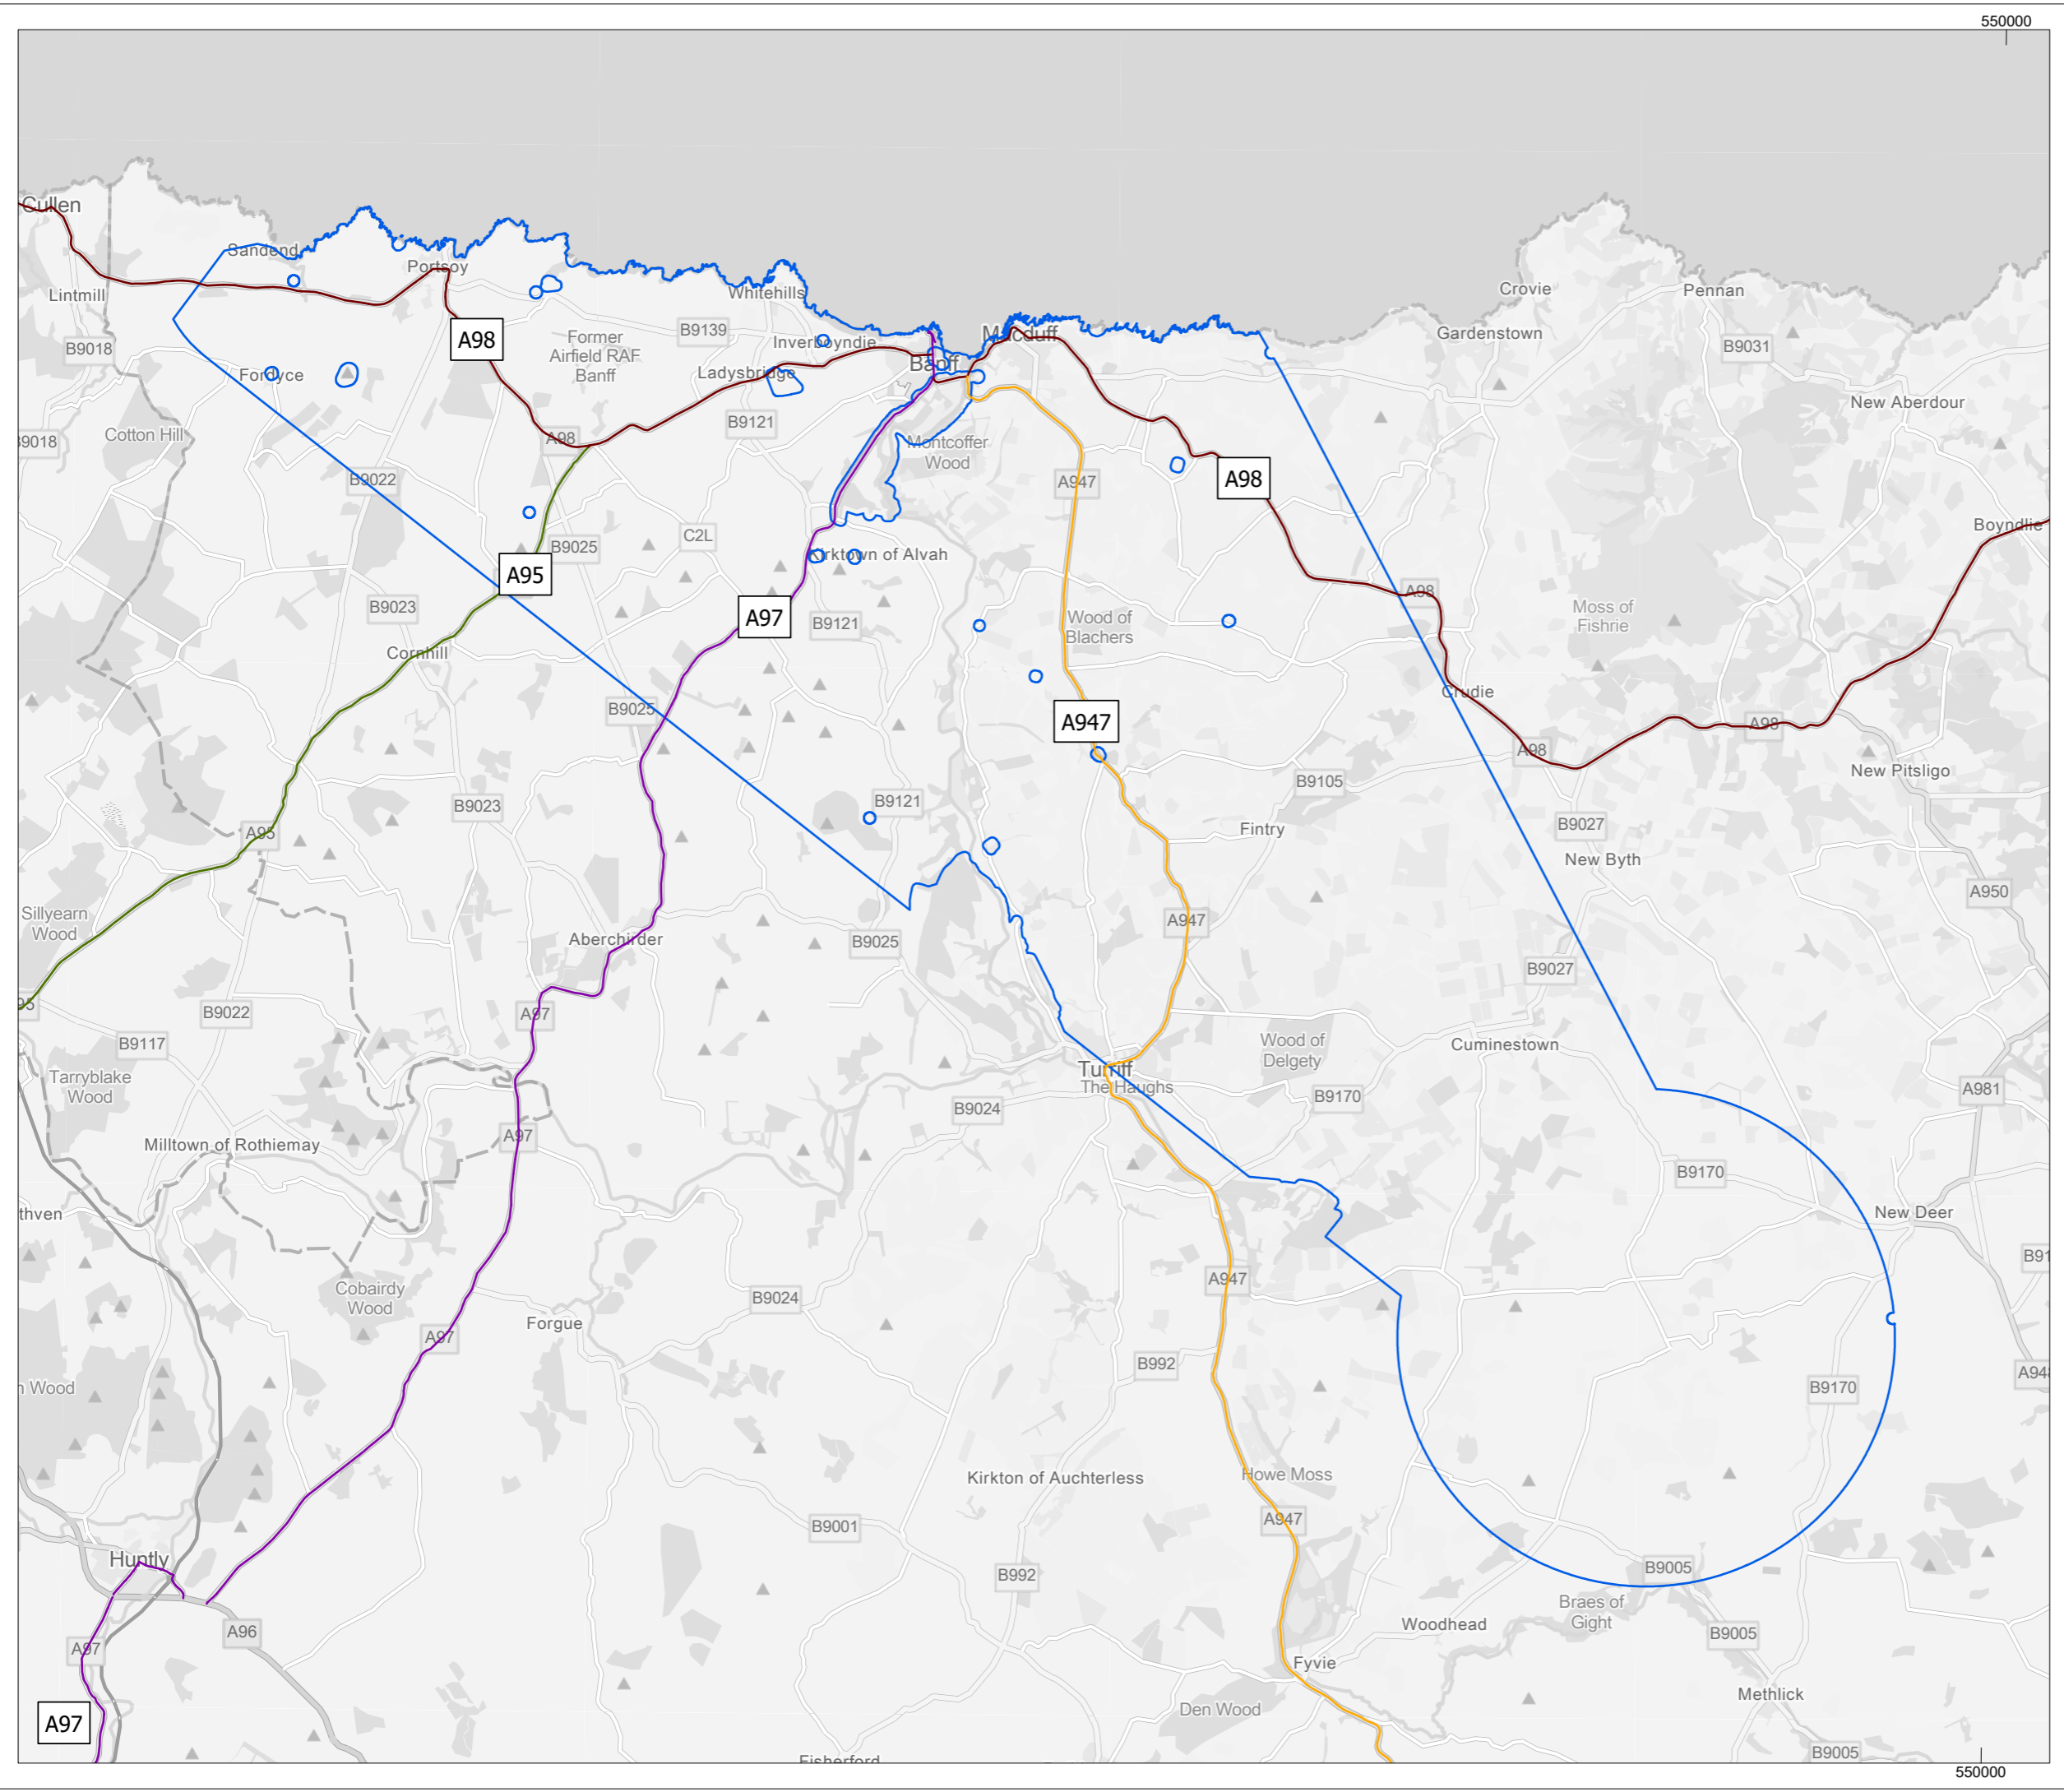 550000
Cullen
Sandend
Portsoy
Lintmill
Whitehills
Crovie
Pennan
B9018
A98
Former
Airfield RAF
Banff
B9139
Inverboyndie
Macduff
Gardenstown
B9031
Fordyce
Ladysbridge
Banff
New Aberdour
B9121
9018
Cotton Hill
A98
Montcoffer
Wood
B9022
A947
A98
Boyndlie
C2L
B9025
Kirktown of Alvah
A95
B9023
A97
B9121
Wood of
Blachers
A98
Moss of
Fishrie
Cornhill
B9025
Crudie
A947
A98
A98
New Pitsligo
B9105
B9023
B9121
A95
Fintry
B9027
New Byth
A950
Sillyearn
Wood
A947
Aberchirder
B9025
B9027
95
B9022
A97
B9117
Wood of
Delgety
Cuminestown
Turriff
The Haughs
Tarryblake
Wood
A981
B9170
B9024
A97
Milltown of Rothiemay
B9170
thven
New Deer
B91
A947
Cobairdy
Wood
B9024
Forgue
A97
B992
A948
n Wood
B9170
Howe Moss
Kirkton of Auchterless
A947
B9001
Huntly
B9005
B992
Braes of
Gight
Woodhead
A96
B9005
A97
Fyvie
Methlick
A97
Den Wood
B9005
Fisherford
550000